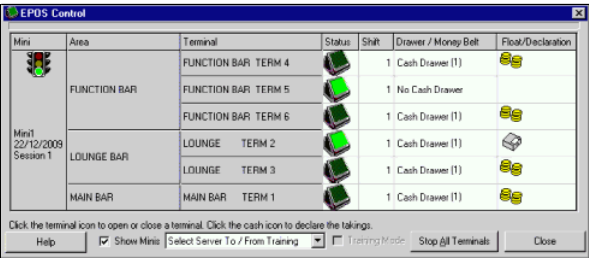 EPOS Control
Mini Area Terminal Status Shift Drawer / Money Belt Float/Declaration
FUNCTION BAR TERM 4 1 Cash Drawer (1)
FUNCTION BAR FUNCTION BAR TERM 5 1 No Cash Drawer
FUNCTION BAR TERM 6 1 Cash Drawer (1)
Mini1
22/12/2009
Session 1
LOUNGE BAR
LOUNGE TERM 2 1 Cash Drawer (1)
LOUNGE TERM 3 1 Cash Drawer (1)
MAIN BAR MAIN BAR TERM 1 1 Cash Drawer (1)
Click the terminal icon to open or close a terminal. Click the cash icon to declare the takings.
Help Show Minis Select Server To / From Training Training Mode Stop All Terminals Close